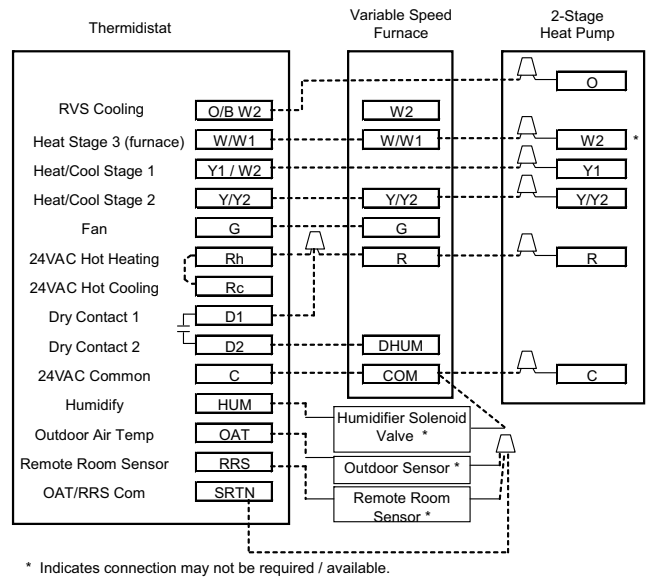 Thermidistat
Variable Speed
Furnace
2-Stage
Heat Pump
O
RVS Cooling
O/B W2
W2
Heat Stage 3 (furnace)
W/W1
W/W1
W2
*
Heat/Cool Stage 1
Y1 / W2
Y1
Heat/Cool Stage 2
Y/Y2
Y/Y2
Y/Y2
Fan
G
G
24VAC Hot Heating
Rh
R
R
24VAC Hot Cooling
Rc
Dry Contact 1
D1
Dry Contact 2
D2
DHUM
24VAC Common
C
COM
C
Humidify
HUM
Humidifier Solenoid
Valve *
Outdoor Air Temp
OAT
Outdoor Sensor *
Remote Room Sensor
RRS
Remote Room
Sensor *
OAT/RRS Com
SRTN
* Indicates connection may not be required / available.